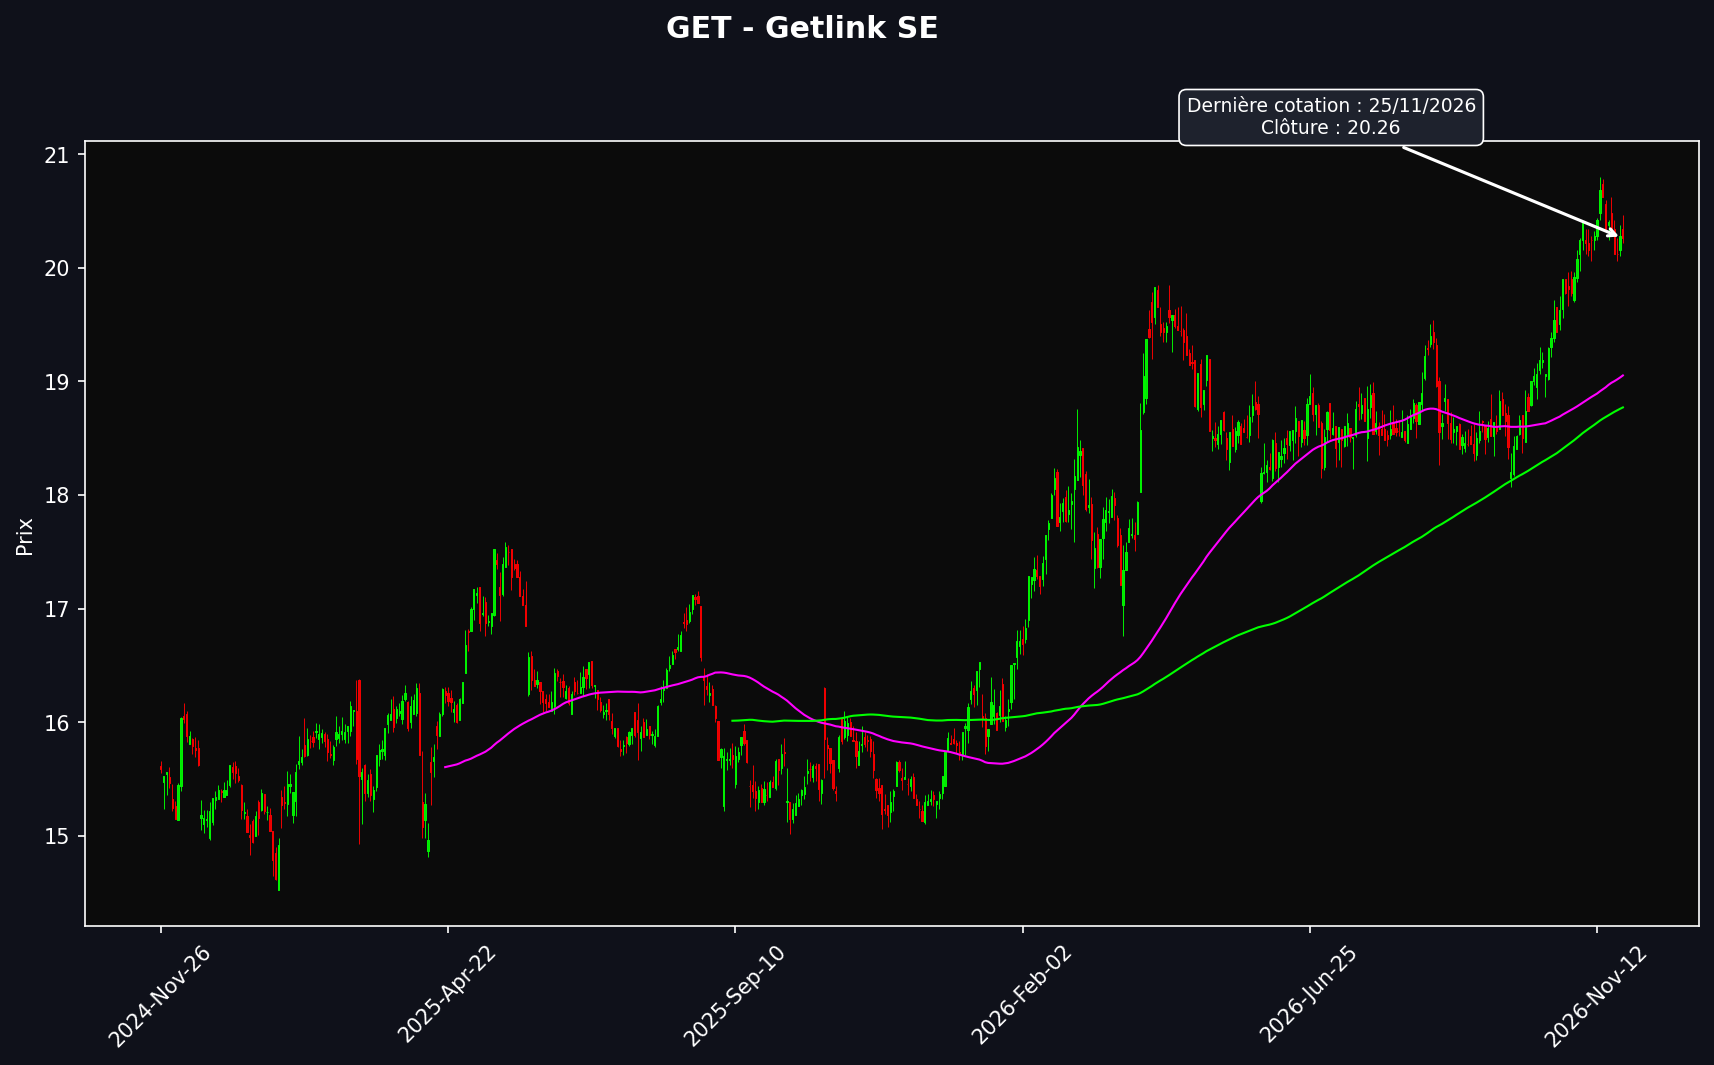 GET - Getlink SE
Dernière cotation : 25/11/2026
Clôture : 20.26
Prix
21
20
19
18
17
16
15
2024-Nov-26
2025-Apr-22
2025-Sep-10
2026-Feb-02
2026-Jun-25
2026-Nov-12